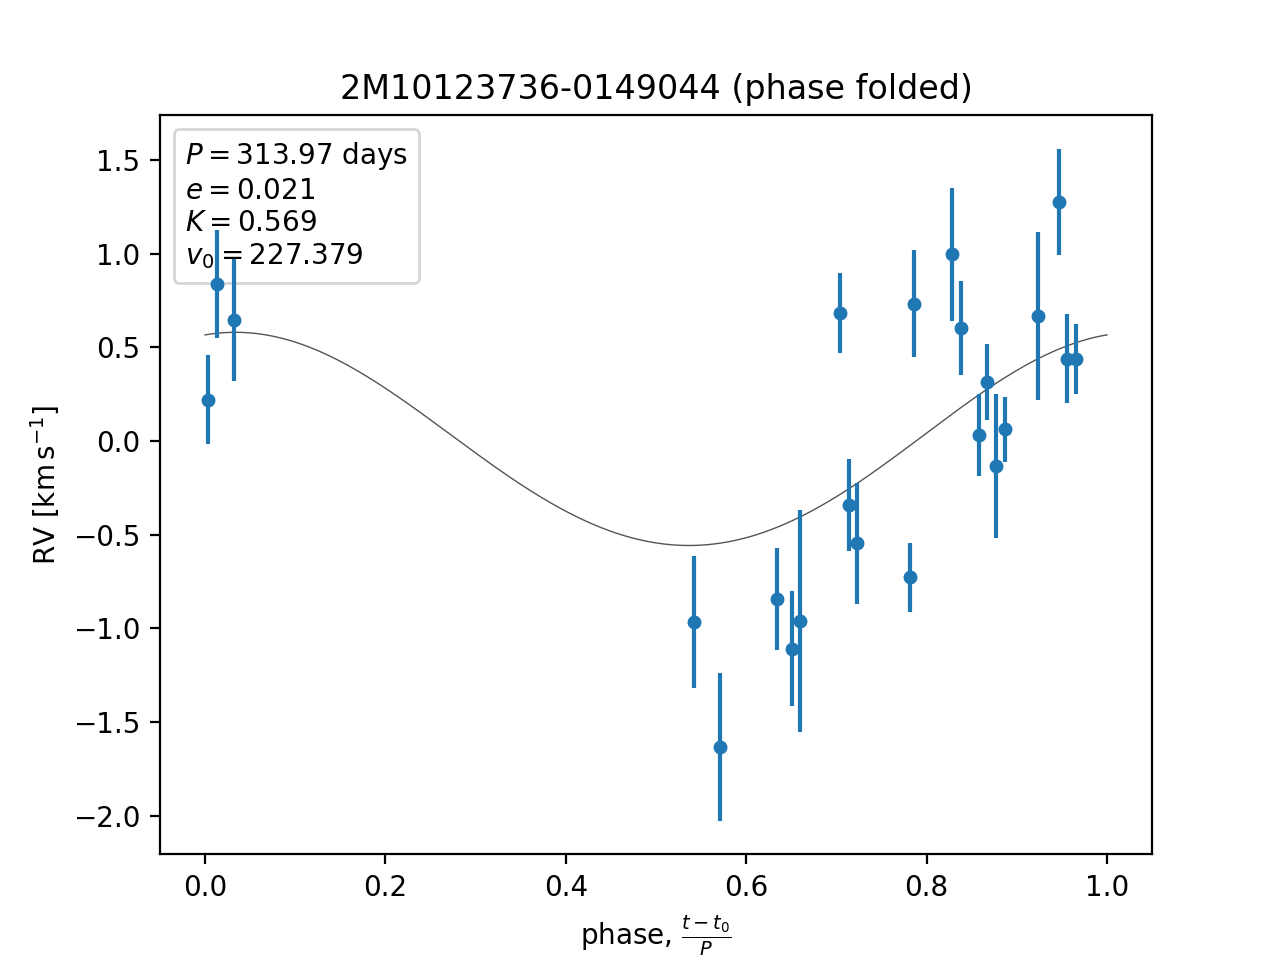 2M10123736-0149044 (phase folded)
P = 313.97 days
e = 0.021
K = 0.569
v₀ = 227.379
1.5
1.0
0.5
0.0
−0.5
−1.0
−1.5
−2.0
RV [km s⁻¹]
0.0 0.2 0.4 0.6 0.8 1.0
phase, (t − t₀)/P